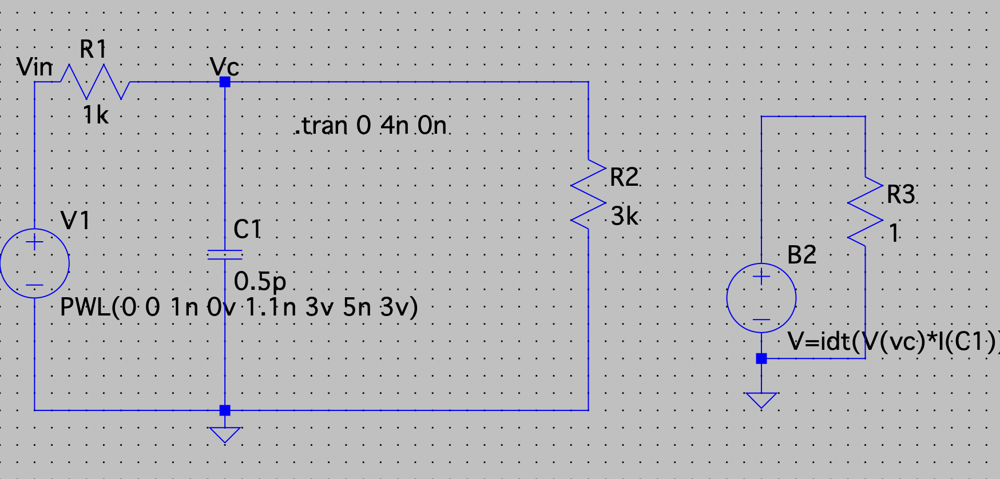 R1
Vin
Vc
1k
.tran 0 4n 0n
R2
3k
R3
1
V1
C1
B2
0.5p
PWL(0 0 1n 0v 1.1n 3v 5n 3v)
V=idt(V(vc)*I(C1))